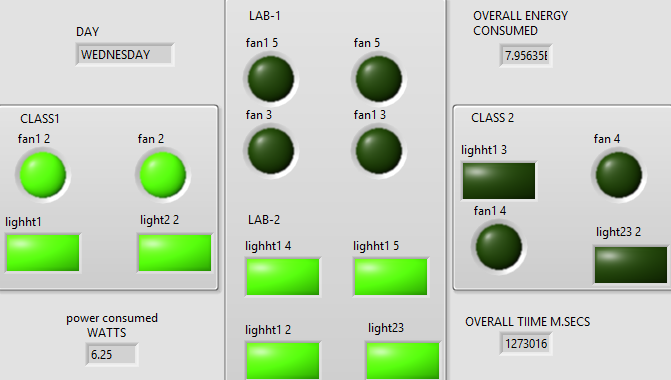 DAY
WEDNESDAY
CLASS1
fan1 2
fan 2
lighht1
light2 2
power consumed
WATTS
6.25
LAB-1
fan1 5
fan 5
fan 3
fan1 3
LAB-2
lighht1 4
lighht1 5
lighht1 2
light23
OVERALL ENERGY
CONSUMED
7.95635
CLASS 2
lighht1 3
fan 4
fan1 4
light23 2
OVERALL TIIME M.SECS
1273016